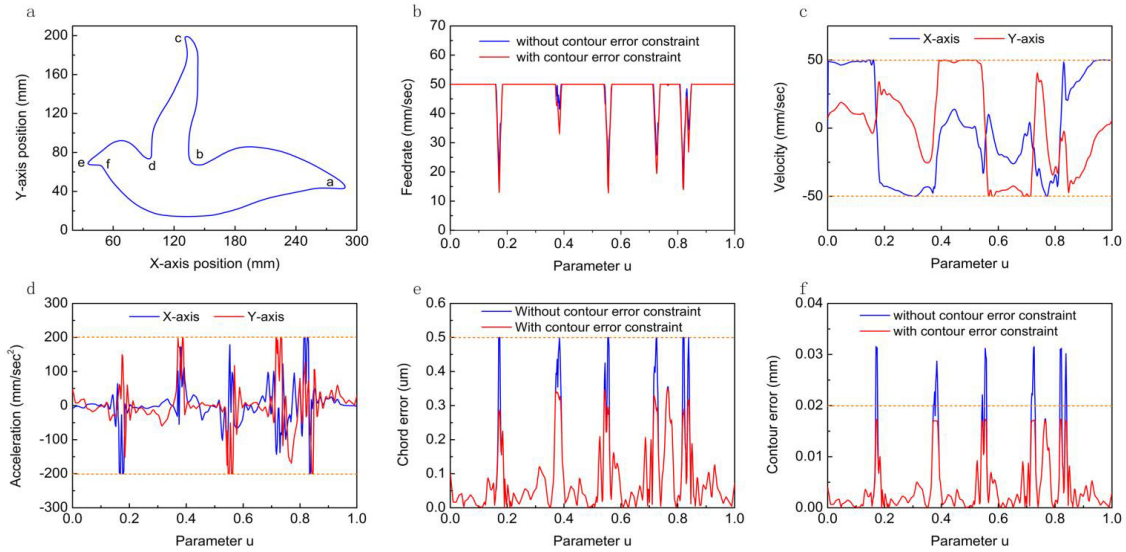 a
200
160
120
80
40
0
60
120
180
240
300
X-axis position (mm)
Y-axis position (mm)
a
b
c
d
e
f
b
80
70
60
50
40
30
20
10
0
0.0
0.2
0.4
0.6
0.8
1.0
Parameter u
Feedrate (mm/sec)
without contour error constraint
with contour error constraint
c
X-axis
Y-axis
50
0
-50
0.0
0.2
0.4
0.6
0.8
1.0
Parameter u
Velocity (mm/sec)
d
300
200
100
0
-100
-200
-300
0.0
0.2
0.4
0.6
0.8
1.0
Parameter u
Acceleration (mm/sec²)
X-axis
Y-axis
e
0.6
0.5
0.4
0.3
0.2
0.1
0.0
0.0
0.2
0.4
0.6
0.8
1.0
Parameter u
Chord error (um)
Without contour error constraint
With contour error constraint
f
0.04
0.03
0.02
0.01
0.00
0.0
0.2
0.4
0.6
0.8
1.0
Parameter u
Contour error (mm)
without contour error constraint
with contour error constraint